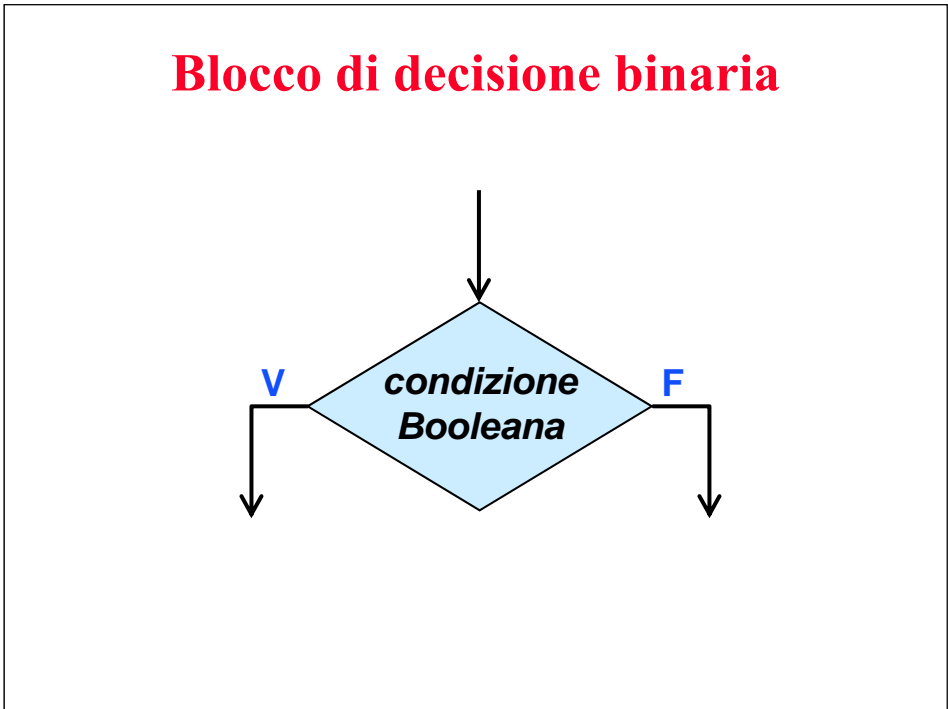 Blocco di decisione binaria
V
condizione
Booleana
F